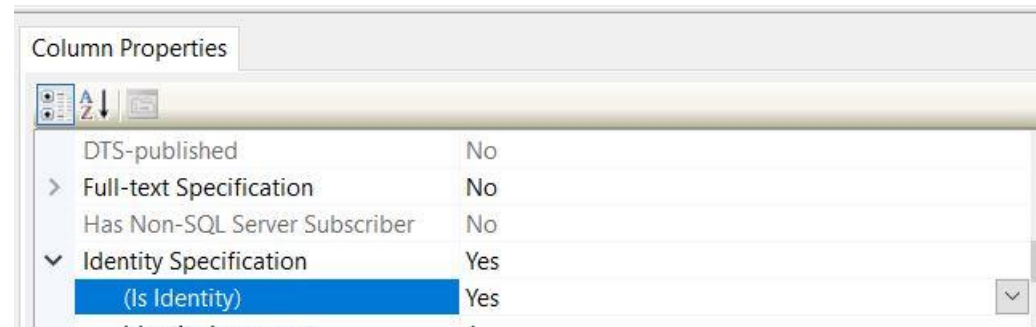 Column Properties
A
Z
DTS-published No
Full-text Specification No
Has Non-SQL Server Subscriber No
Identity Specification Yes
(Is Identity) Yes